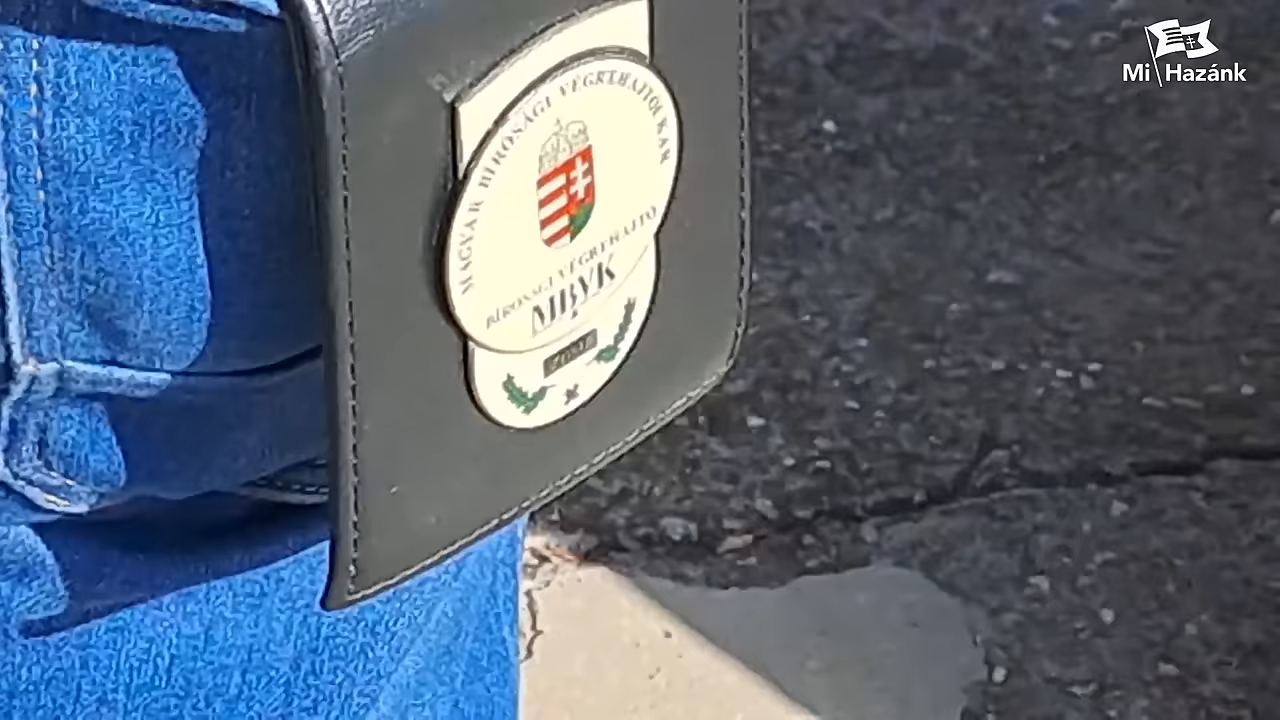 Mi Hazánk
MAGYAR BÍRÓSÁGI VÉGREHAJTÓI KAR
BÍRÓSÁGI VÉGREHAJTÓ
MBVK